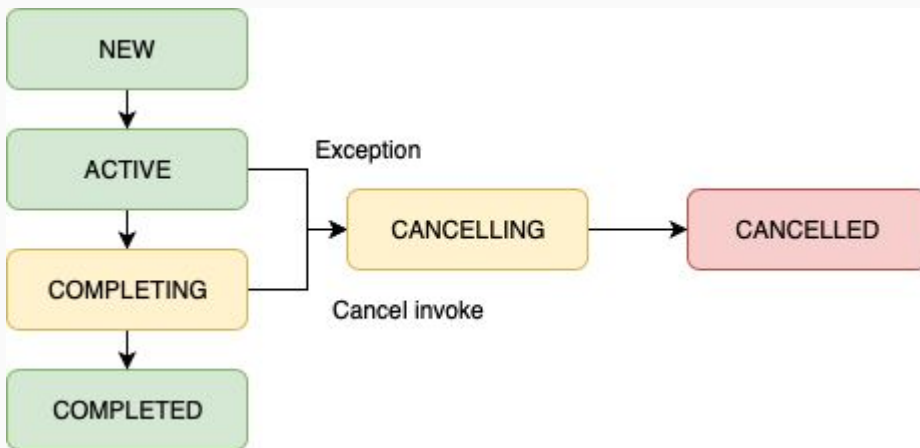 NEW
ACTIVE
Exception
CANCELLING
CANCELLED
COMPLETING
Cancel invoke
COMPLETED